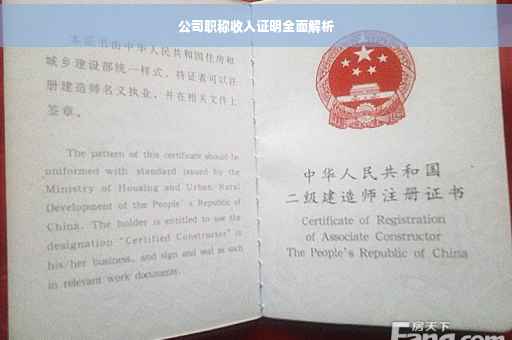 公司职称收入证明全面解析
本证书由中华人民共和国住房和
城乡建设部统一样式，持证者可以注
册建造师名义执业，并在相关文件上
签章。
The pattern of this certificate should be
uniformed with standard issued by the
Ministry of Housing and Urban Rural
Development of the People's Republic of
China. The holder is entitled to use the
designation "Certified Constructor" in
his/her business, and sign and seal as such
in relevant work documents.
中华人民共和国
二级建造师注册证书
Certificate of Registration
of Associate Constructor
The People's Republic of China
房天下
Fang.com